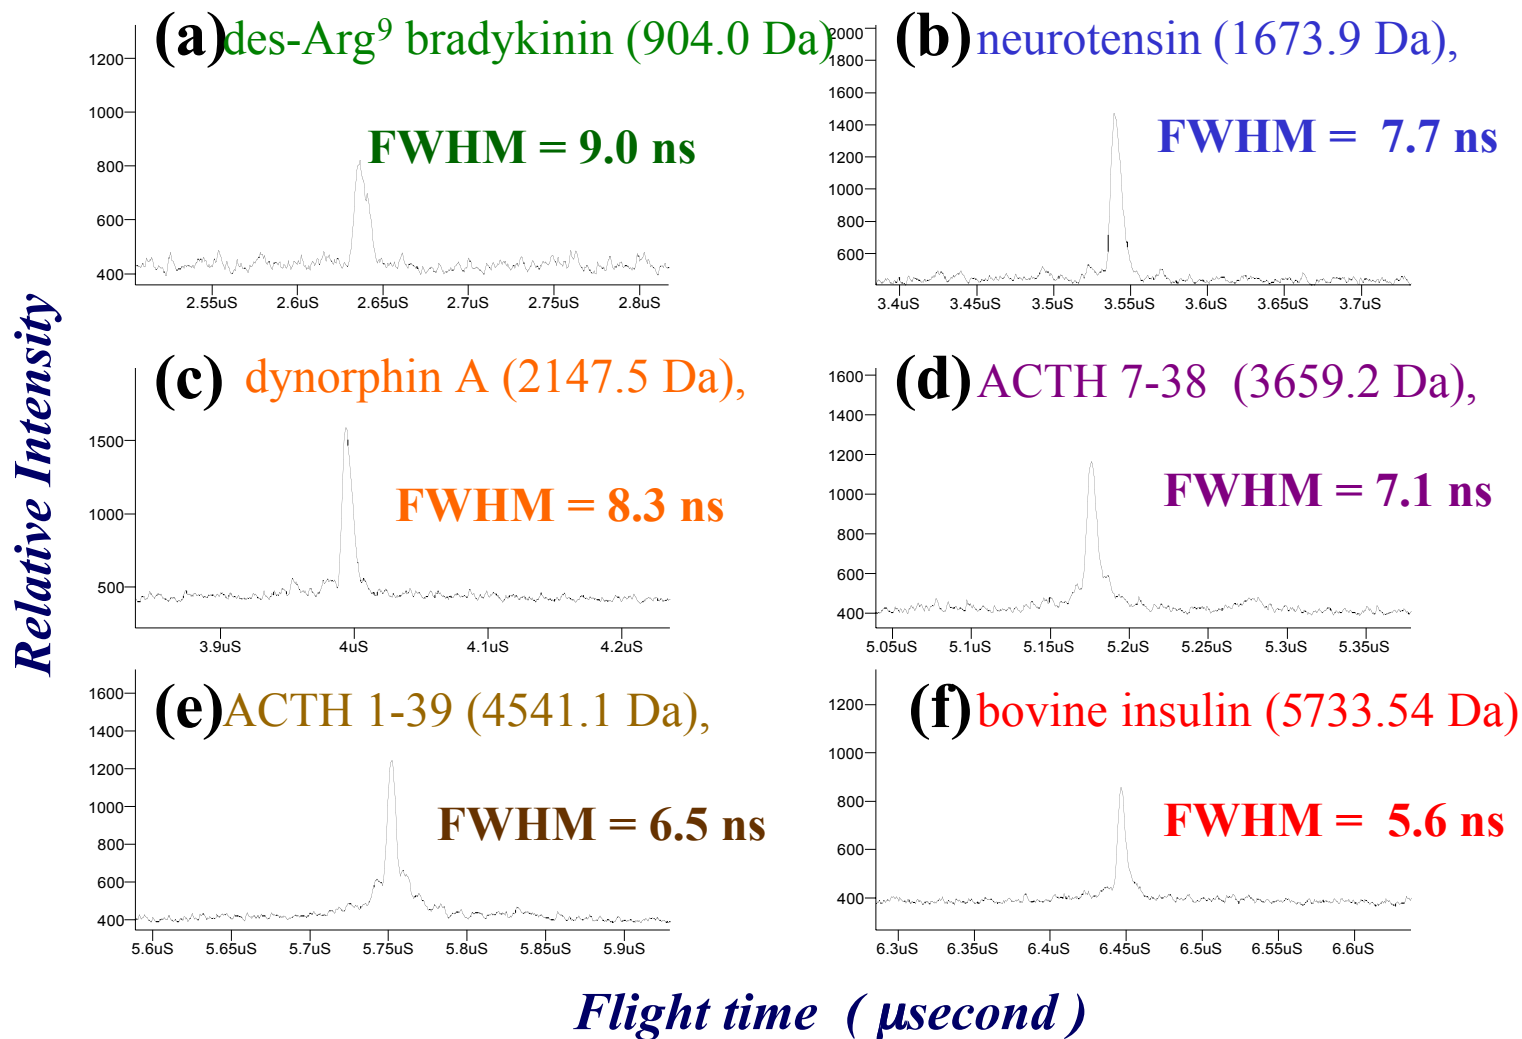 (a) des-Arg⁹ bradykinin (904.0 Da)
FWHM = 9.0 ns
1200
1000
800
600
400
2.55uS 2.6uS 2.65uS 2.7uS 2.75uS 2.8uS
(b) neurotensin (1673.9 Da),
FWHM = 7.7 ns
2000
2000
1800
1600
1400
1200
1000
800
600
3.4uS 3.45uS 3.5uS 3.55uS 3.6uS 3.65uS 3.7uS
Relative Intensity
(c) dynorphin A (2147.5 Da),
FWHM = 8.3 ns
1500
1000
500
3.9uS 4uS 4.1uS 4.2uS
(d) ACTH 7-38 (3659.2 Da),
FWHM = 7.1 ns
1600
1400
1200
1000
800
600
400
5.05uS 5.1uS 5.15uS 5.2uS 5.25uS 5.3uS 5.35uS
(e) ACTH 1-39 (4541.1 Da),
FWHM = 6.5 ns
1600
1400
1200
1000
800
600
400
5.6uS 5.65uS 5.7uS 5.75uS 5.8uS 5.85uS 5.9uS
(f) bovine insulin (5733.54 Da)
FWHM = 5.6 ns
1200
1000
800
600
400
6.3uS 6.35uS 6.4uS 6.45uS 6.5uS 6.55uS 6.6uS
Flight time ( μsecond )